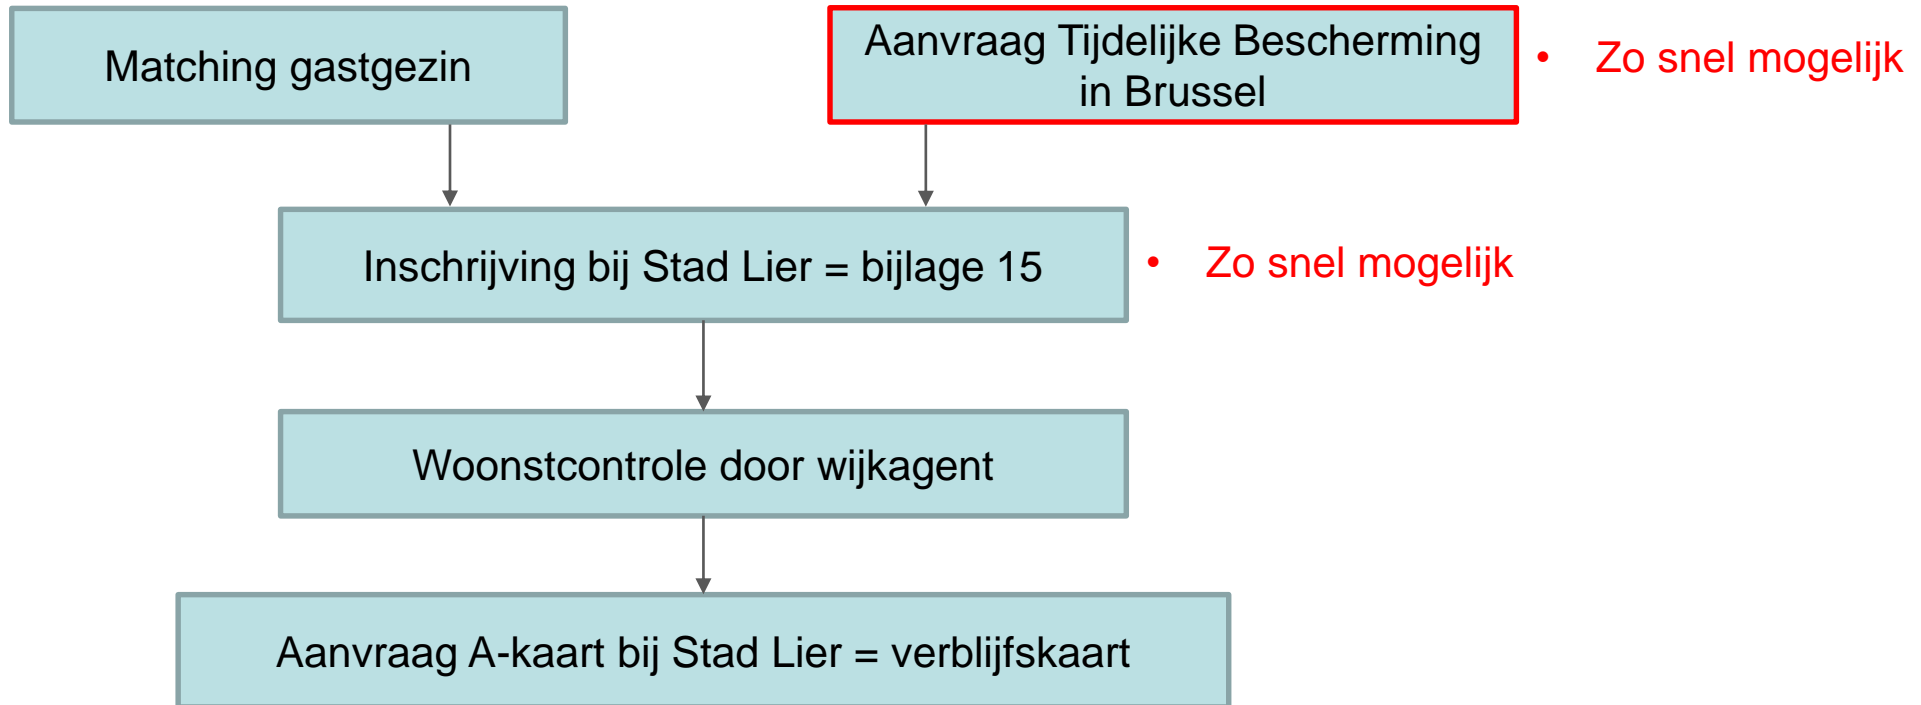 Matching gastgezin
Aanvraag Tijdelijke Bescherming
in Brussel
• Zo snel mogelijk
Inschrijving bij Stad Lier = bijlage 15
• Zo snel mogelijk
Woonstcontrole door wijkagent
Aanvraag A-kaart bij Stad Lier = verblijfskaart